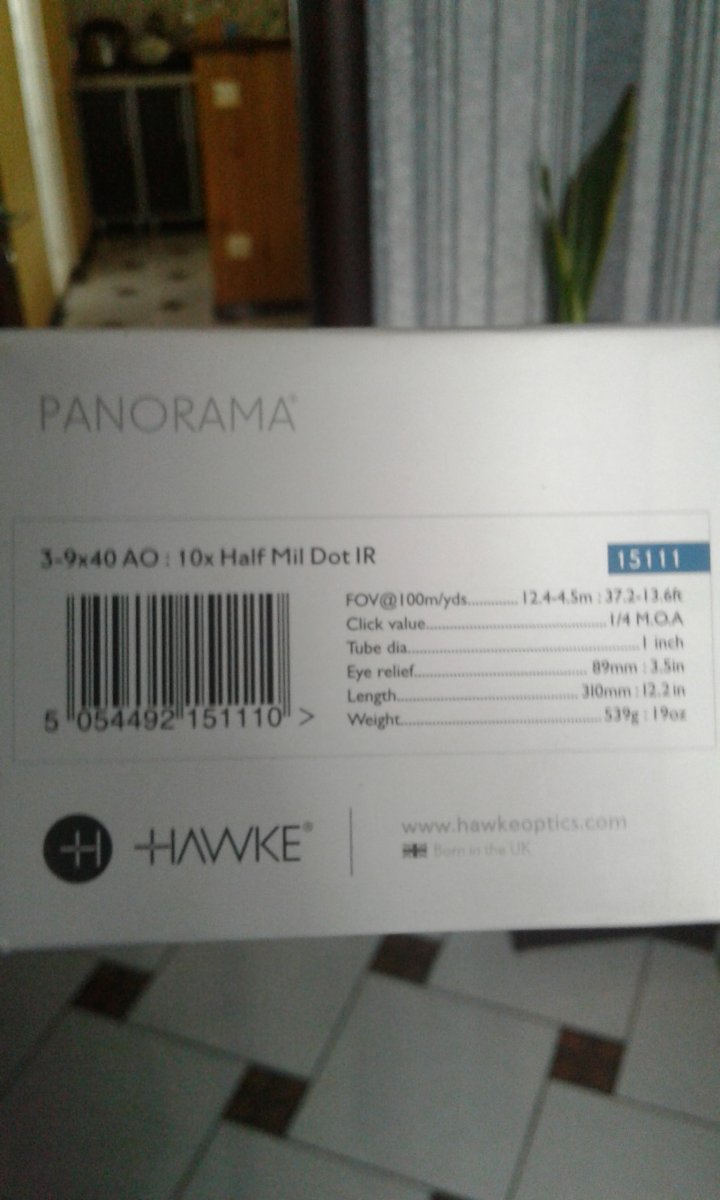 PANORAMA®
3-9x40 AO : 10x Half Mil Dot IR
15111
FOV@100m/yds............12.4-4.5m : 37.2-13.6ft
Click value..........................................1/4 M.O.A
Tube dia......................................................1 inch
Eye relief........................................89mm : 3.5in
Length..........................................310mm : 12.2in
Weight..............................................539g : 19oz
5 054492 151110 >
HAWKE®
www.hawkeoptics.com
Born in the UK